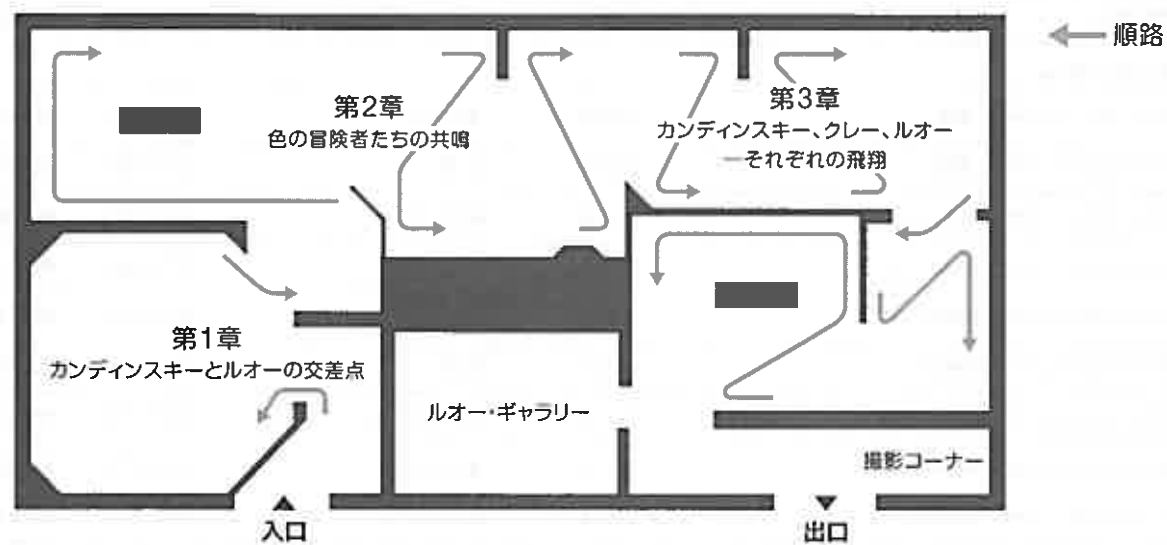 順路
第2章
色の冒険者たちの共鳴
第3章
カンディンスキー、クレー、ルオー
—それぞれの飛翔
第1章
カンディンスキーとルオーの交差点
ルオー・ギャラリー
撮影コーナー
入口
出口